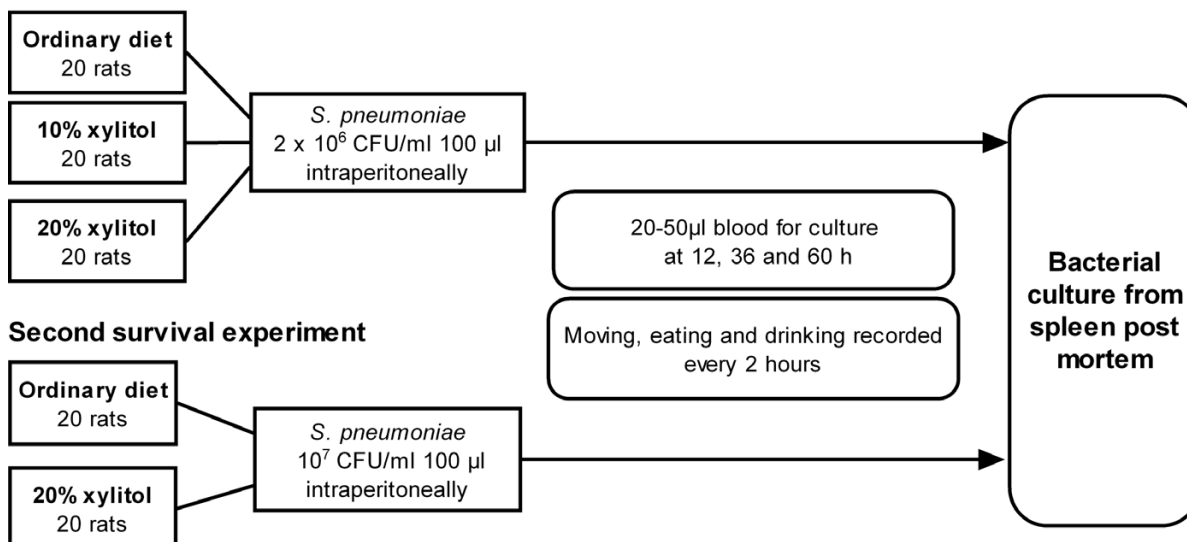 Ordinary diet
20 rats
10% xylitol
20 rats
20% xylitol
20 rats
S. pneumoniae
2 x 10⁶ CFU/ml 100 µl
intraperitoneally
20-50µl blood for culture
at 12, 36 and 60 h
Moving, eating and drinking recorded
every 2 hours
Bacterial
culture from
spleen post
mortem
Second survival experiment
Ordinary diet
20 rats
20% xylitol
20 rats
S. pneumoniae
10⁷ CFU/ml 100 µl
intraperitoneally